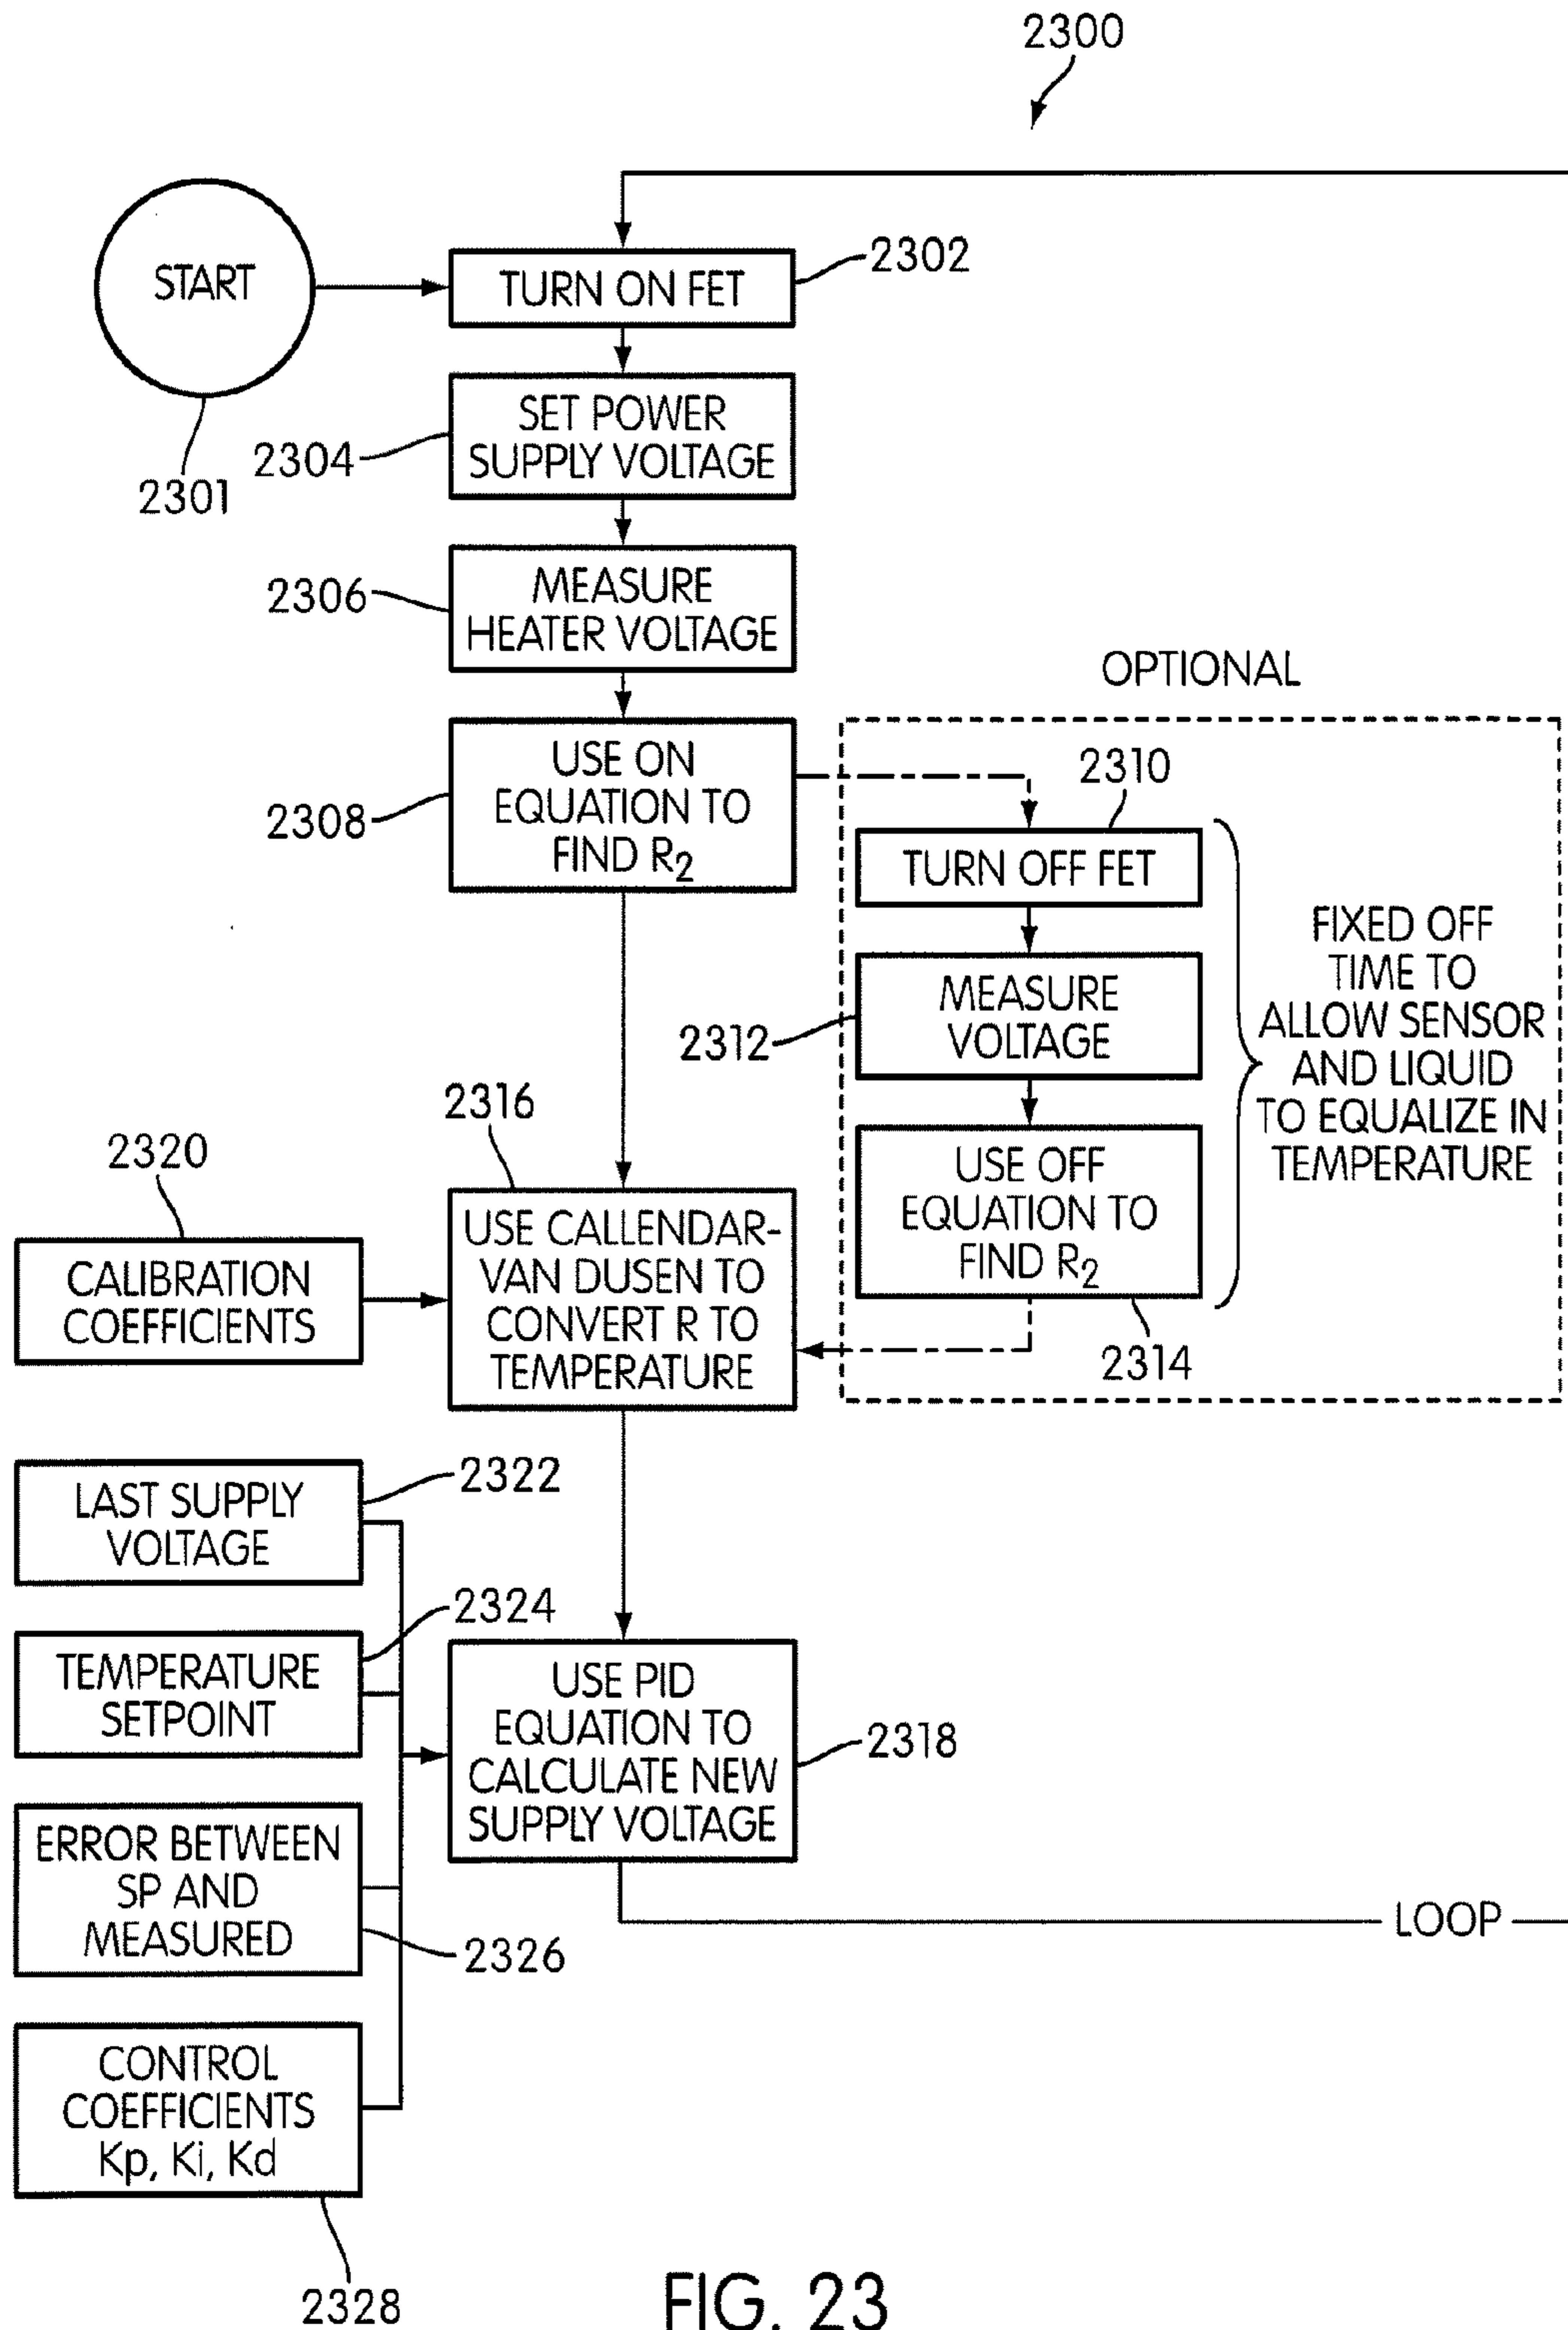 2300
START
2301
TURN ON FET
2302
SET POWER
SUPPLY VOLTAGE
2304
MEASURE
HEATER VOLTAGE
2306
USE ON
EQUATION TO
FIND R2
2308
OPTIONAL
2310
TURN OFF FET
MEASURE
VOLTAGE
2312
USE OFF
EQUATION TO
FIND R2
2314
FIXED OFF
TIME TO
ALLOW SENSOR
AND LIQUID
TO EQUALIZE IN
TEMPERATURE
2316
USE CALLENDAR-
VAN DUSEN TO
CONVERT R TO
TEMPERATURE
2320
CALIBRATION
COEFFICIENTS
LAST SUPPLY
VOLTAGE
2322
TEMPERATURE
SETPOINT
2324
USE PID
EQUATION TO
CALCULATE NEW
SUPPLY VOLTAGE
2318
ERROR BETWEEN
SP AND
MEASURED
2326
LOOP
CONTROL
COEFFICIENTS
Kp, Ki, Kd
2328
FIG. 23